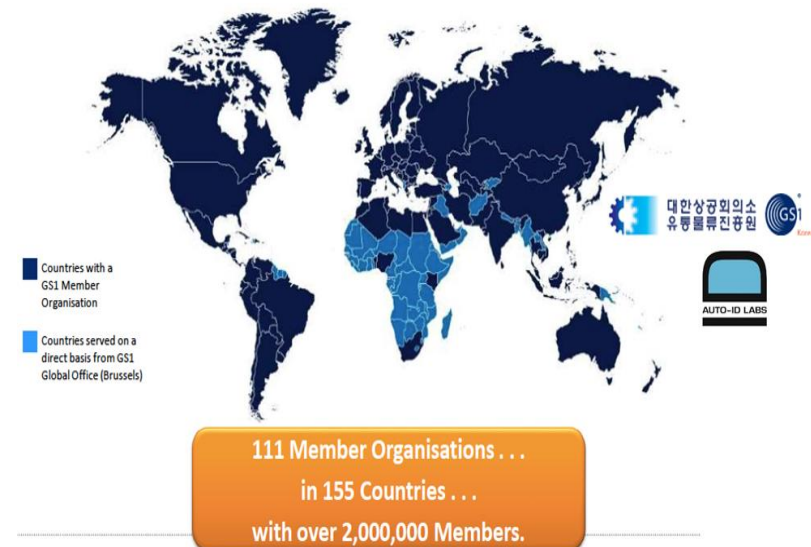 대한상공회의소
유통물류진흥원
GS1
Korea
AUTO-ID LABS
Countries with a
GS1 Member
Organisation
Countries served on a
direct basis from GS1
Global Office (Brussels)
111 Member Organisations . . .
in 155 Countries . . .
with over 2,000,000 Members.